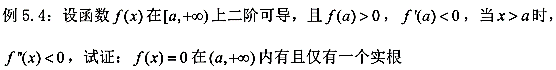 例 5.4：设函数 f(x) 在[a,+∞) 上二阶可导，且 f(a)>0，f'(a)<0，当 x>a 时，
f''(x)<0，试证：f(x)=0 在(a,+∞) 内有且仅有一个实根